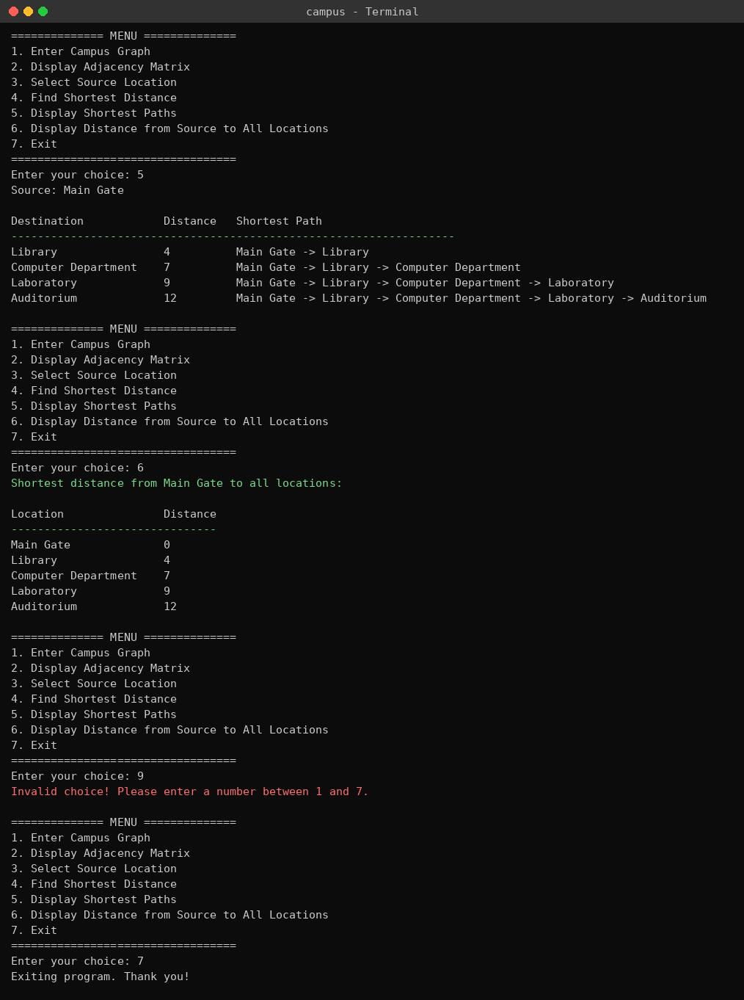 campus - Terminal
============== MENU ==============
1. Enter Campus Graph
2. Display Adjacency Matrix
3. Select Source Location
4. Find Shortest Distance
5. Display Shortest Paths
6. Display Distance from Source to All Locations
7. Exit
==================================
Enter your choice: 5
Source: Main Gate

Destination            Distance   Shortest Path
-------------------------------------------------------------------
Library                4          Main Gate -> Library
Computer Department    7          Main Gate -> Library -> Computer Department
Laboratory             9          Main Gate -> Library -> Computer Department -> Laboratory
Auditorium             12         Main Gate -> Library -> Computer Department -> Laboratory -> Auditorium

============== MENU ==============
1. Enter Campus Graph
2. Display Adjacency Matrix
3. Select Source Location
4. Find Shortest Distance
5. Display Shortest Paths
6. Display Distance from Source to All Locations
7. Exit
==================================
Enter your choice: 6
Shortest distance from Main Gate to all locations:

Location               Distance
-------------------------------
Main Gate              0
Library                4
Computer Department    7
Laboratory             9
Auditorium             12

============== MENU ==============
1. Enter Campus Graph
2. Display Adjacency Matrix
3. Select Source Location
4. Find Shortest Distance
5. Display Shortest Paths
6. Display Distance from Source to All Locations
7. Exit
==================================
Enter your choice: 9
Invalid choice! Please enter a number between 1 and 7.

============== MENU ==============
1. Enter Campus Graph
2. Display Adjacency Matrix
3. Select Source Location
4. Find Shortest Distance
5. Display Shortest Paths
6. Display Distance from Source to All Locations
7. Exit
==================================
Enter your choice: 7
Exiting program. Thank you!